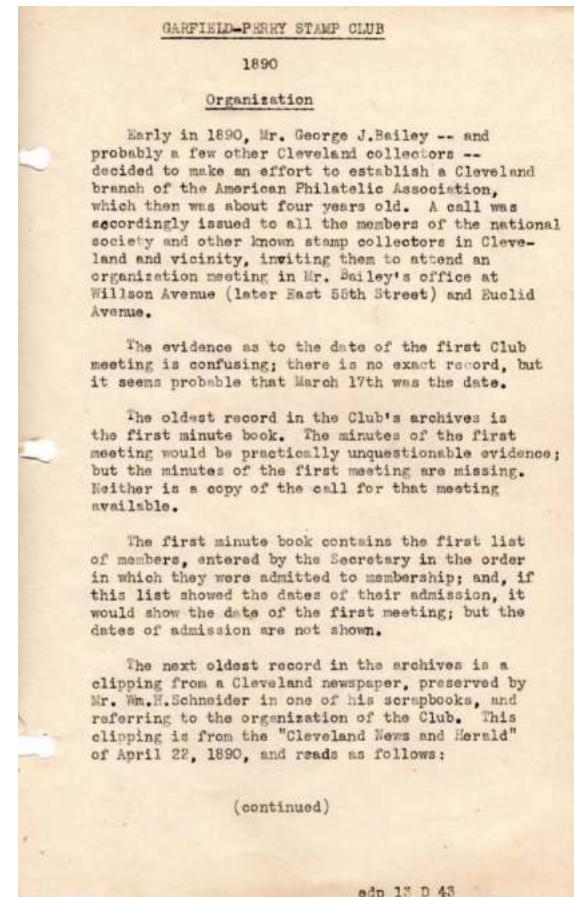 GARFIELD-PERRY STAMP CLUB
1890
Organization
Early in 1890, Mr. George J.Bailey -- and
probably a few other Cleveland collectors --
decided to make an effort to establish a Cleveland
branch of the American Philatelic Association,
which then was about four years old. A call was
accordingly issued to all the members of the national
society and other known stamp collectors in Cleve-
land and vicinity, inviting them to attend an
organization meeting in Mr. Bailey's office at
Willson Avenue (later East 55th Street) and Euclid
Avenue.
The evidence as to the date of the first Club
meeting is confusing; there is no exact record, but
it seems probable that March 17th was the date.
The oldest record in the Club's archives is
the first minute book. The minutes of the first
meeting would be practically unquestionable evidence;
but the minutes of the first meeting are missing.
Neither is a copy of the call for that meeting
available.
The first minute book contains the first list
of members, entered by the Secretary in the order
in which they were admitted to membership; and, if
this list showed the dates of their admission, it
would show the date of the first meeting; but the
dates of admission are not shown.
The next oldest record in the archives is a
clipping from a Cleveland newspaper, preserved by
Mr. Wm.H.Schneider in one of his scrapbooks, and
referring to the organization of the Club. This
clipping is from the "Cleveland News and Herald"
of April 22, 1890, and reads as follows:
(continued)
edp 13 D 43